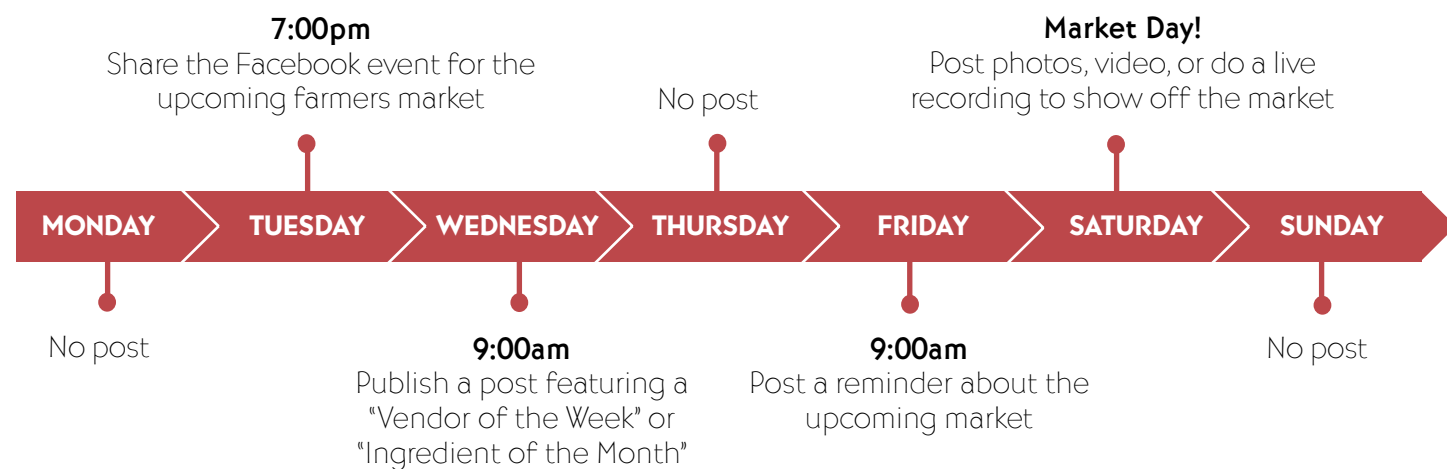 7:00pm
Share the Facebook event for the
upcoming farmers market
No post
Market Day!
Post photos, video, or do a live
recording to show off the market
MONDAY
TUESDAY
WEDNESDAY
THURSDAY
FRIDAY
SATURDAY
SUNDAY
No post
9:00am
Publish a post featuring a
“Vendor of the Week” or
“Ingredient of the Month”
9:00am
Post a reminder about the
upcoming market
No post